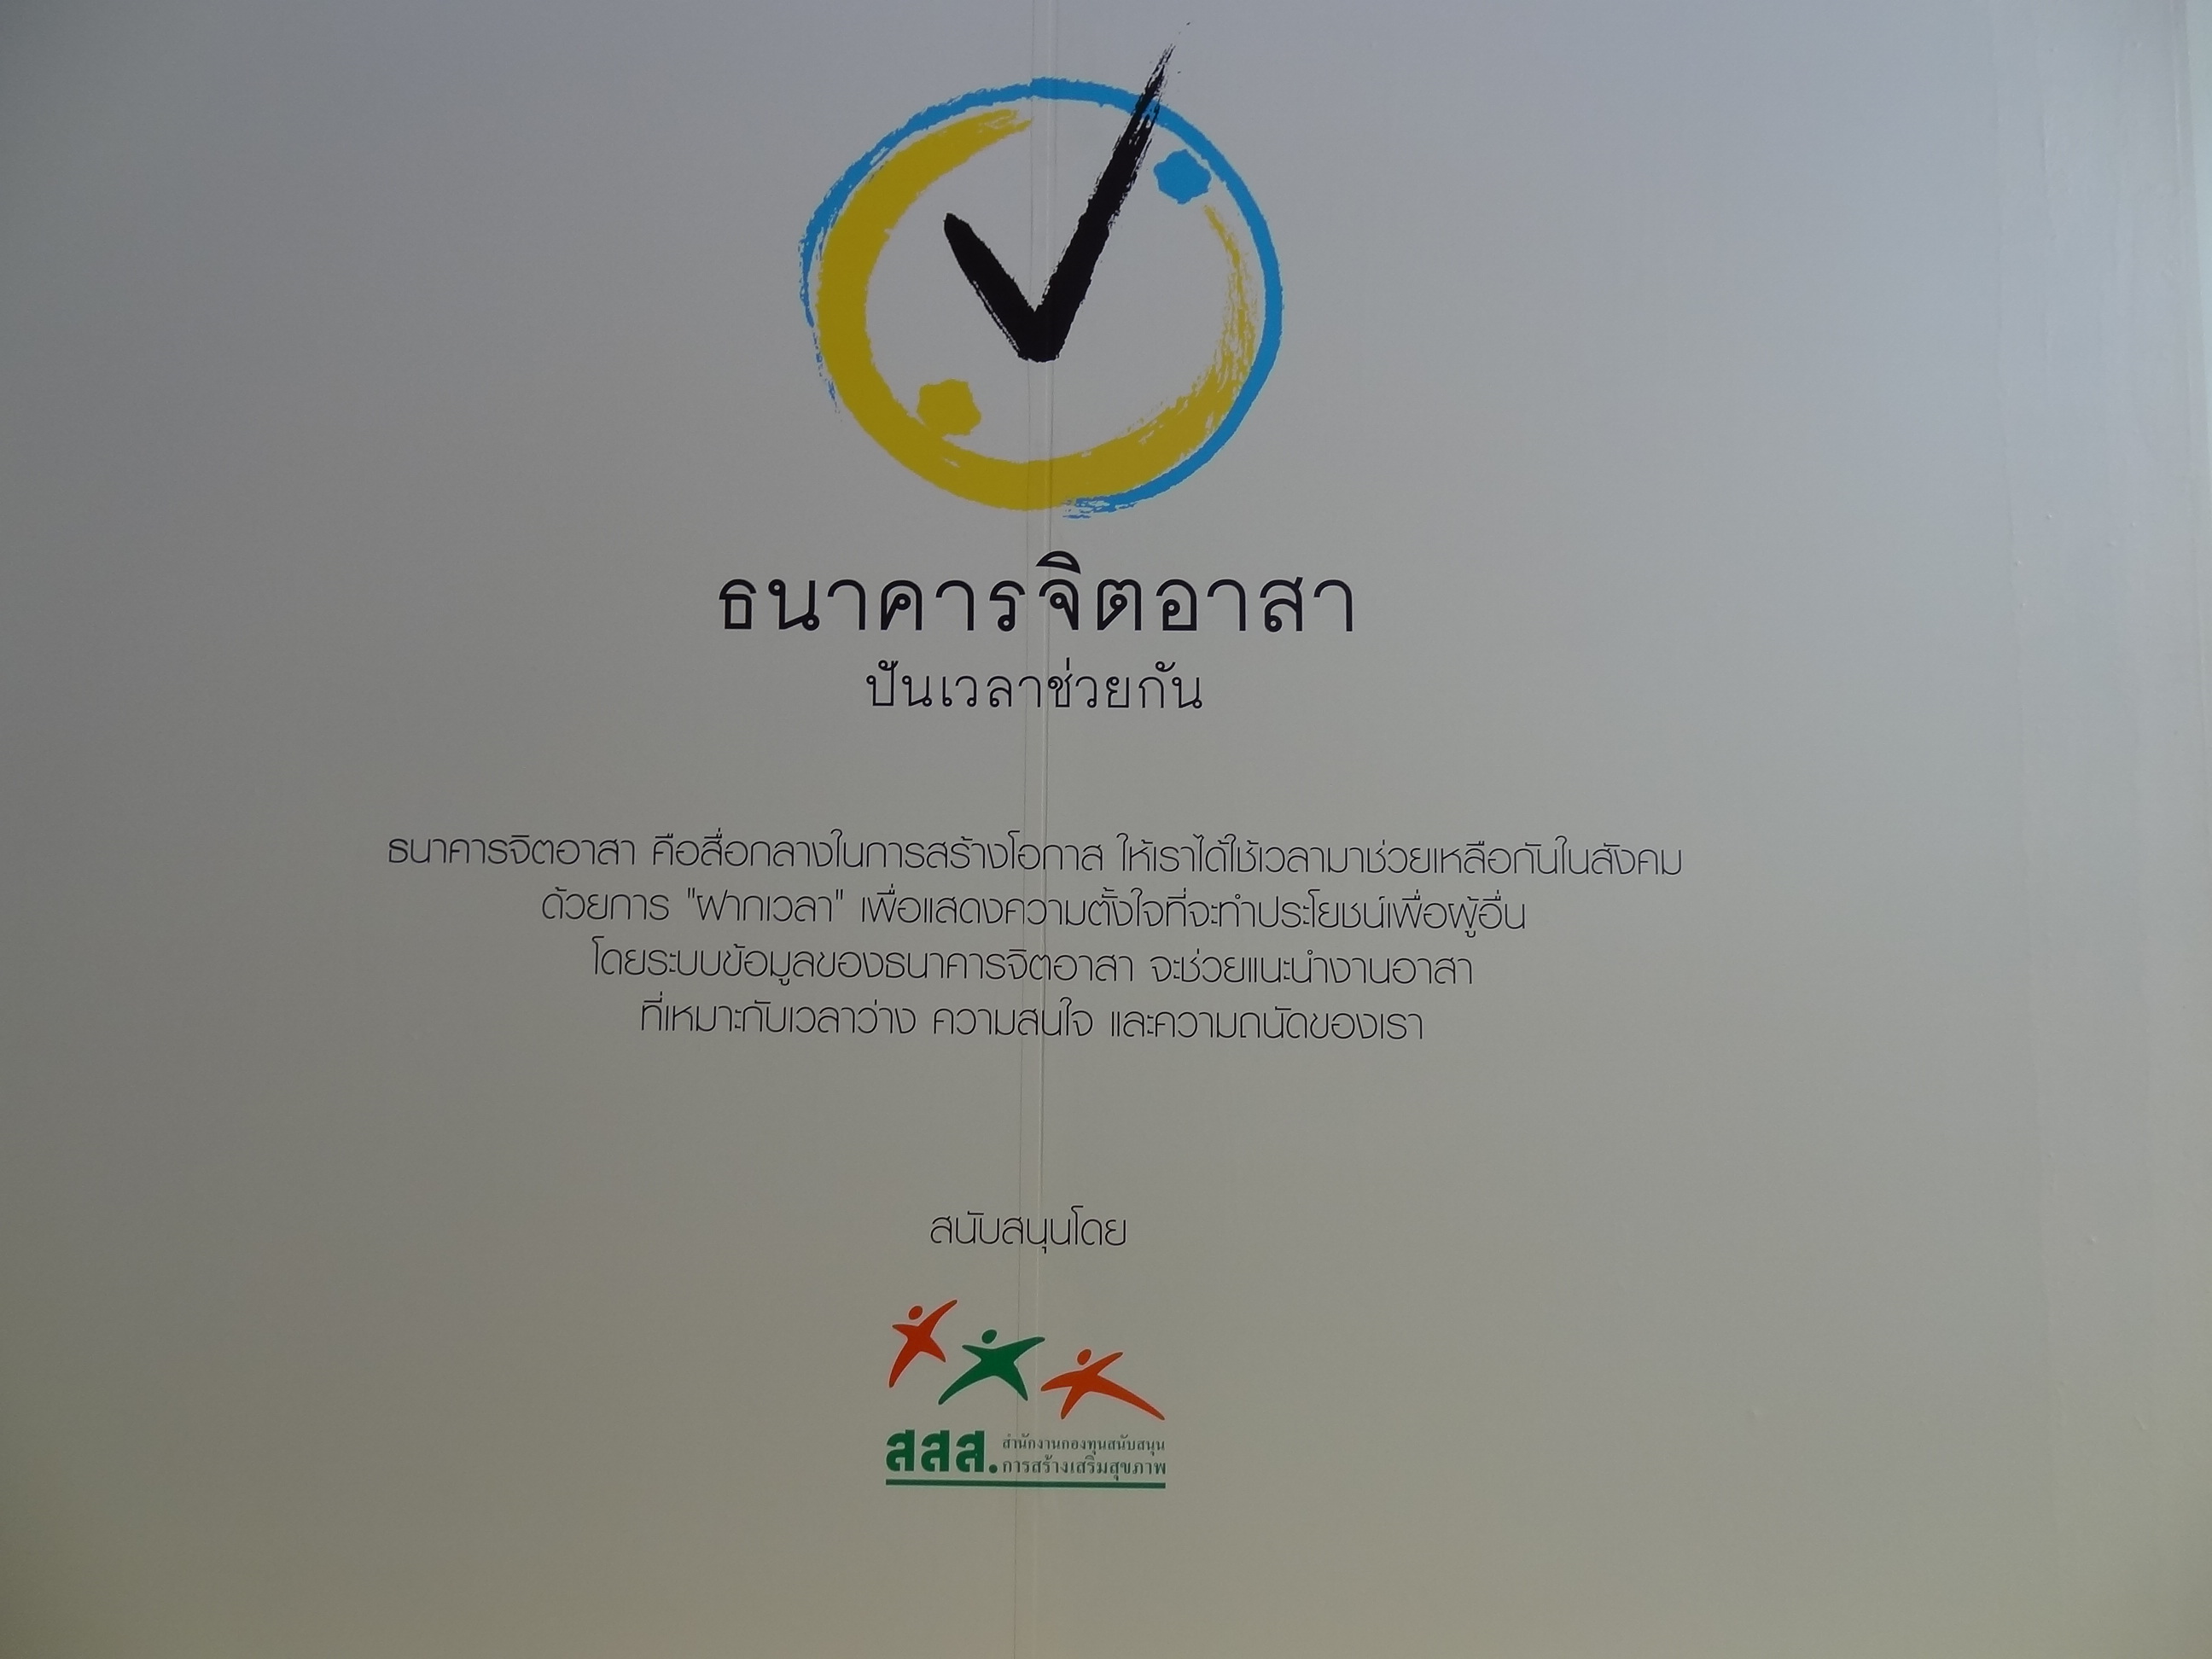 ธนาคารจิตอาสา
ปันเวลาช่วยกัน
ธนาคารจิตอาสา คือสื่อกลางในการสร้างโอกาส ให้เราได้ใช้เวลามาช่วยเหลือกันในสังคม
ด้วยการ "ฝากเวลา" เพื่อแสดงความตั้งใจที่จะทำประโยชน์เพื่อผู้อื่น
โดยระบบข้อมูลของธนาคารจิตอาสา จะช่วยแนะนำงานอาสา
ที่เหมาะกับเวลาว่าง ความสนใจ และความถนัดของเรา
สนับสนุนโดย
สสส. สำนักงานกองทุนสนับสนุน
การสร้างเสริมสุขภาพ